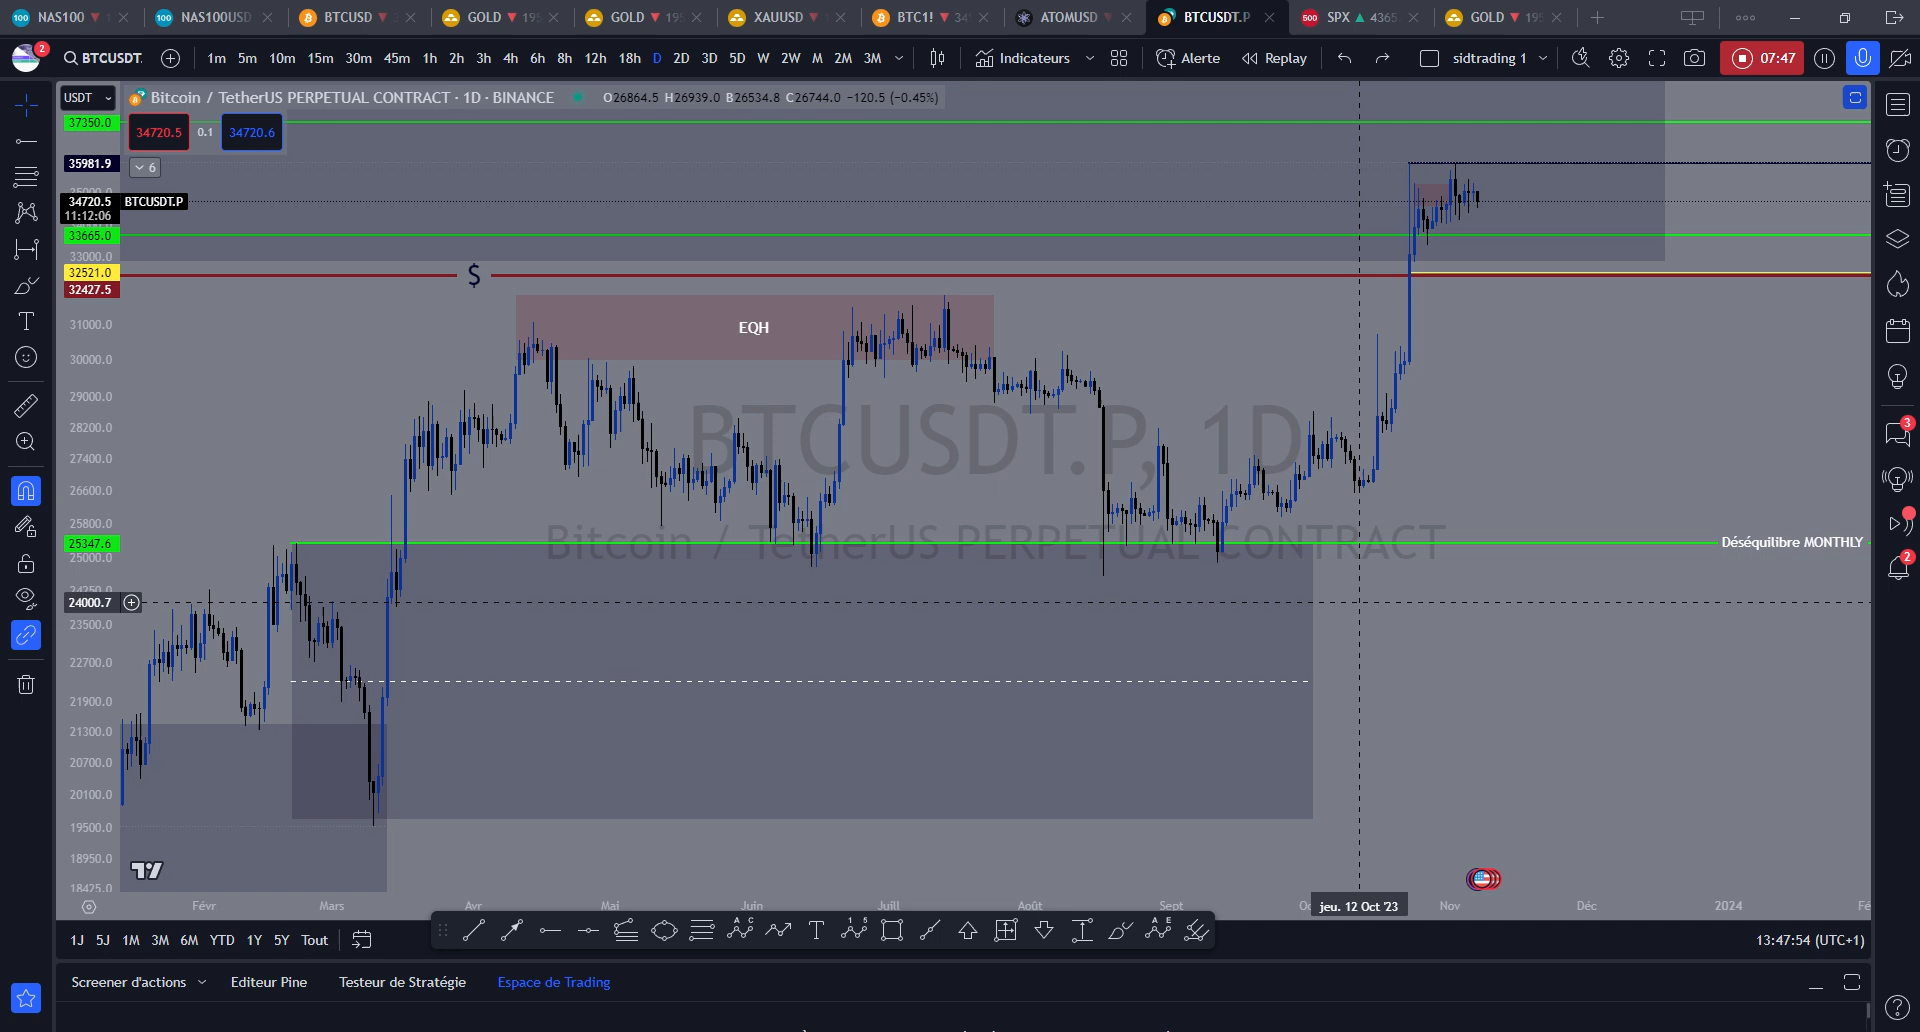 NAS100 NAS100USD BTCUSD GOLD 195 GOLD 195 XAUUSD BTC1! 34 ATOMUSD BTCUSDT.P SPX 4365 GOLD 195
2 BTCUSDT. 1m 5m 10m 15m 30m 45m 1h 2h 3h 4h 6h 8h 12h 18h D 2D 3D 5D W 2W M 2M 3M Indicateurs Alerte Replay sidtrading 1 07:47
USDT Bitcoin / TetherUS PERPETUAL CONTRACT · 1D · BINANCE O26864.5 H26939.0 B26534.8 C26744.0 −120.5 (−0.45%)
37350.0
34720.5 0.1 34720.6
35981.9
6
34720.5 BTCUSDT.P
11:12:06
33665.0
33000.0
32521.0
$
32427.5
31000.0
EQH
30000.0
29000.0
28200.0
BTCUSDT.P, 1D
3
27400.0
26600.0
25800.0
25347.6
Bitcoin / TetherUS PERPETUAL CONTRACT
Déséquilibre MONTHLY
25000.0
2
24000.7
23500.0
22700.0
21900.0
21300.0
20700.0
20100.0
19500.0
18950.0
18425.0
Févr Mars Avr Mai Juin Juill Août Sept jeu. 12 Oct '23 Nov Déc 2024
1J 5J 1M 3M 6M YTD 1Y 5Y Tout
13:47:54 (UTC+1)
Screener d'actions Editeur Pine Testeur de Stratégie Espace de Trading